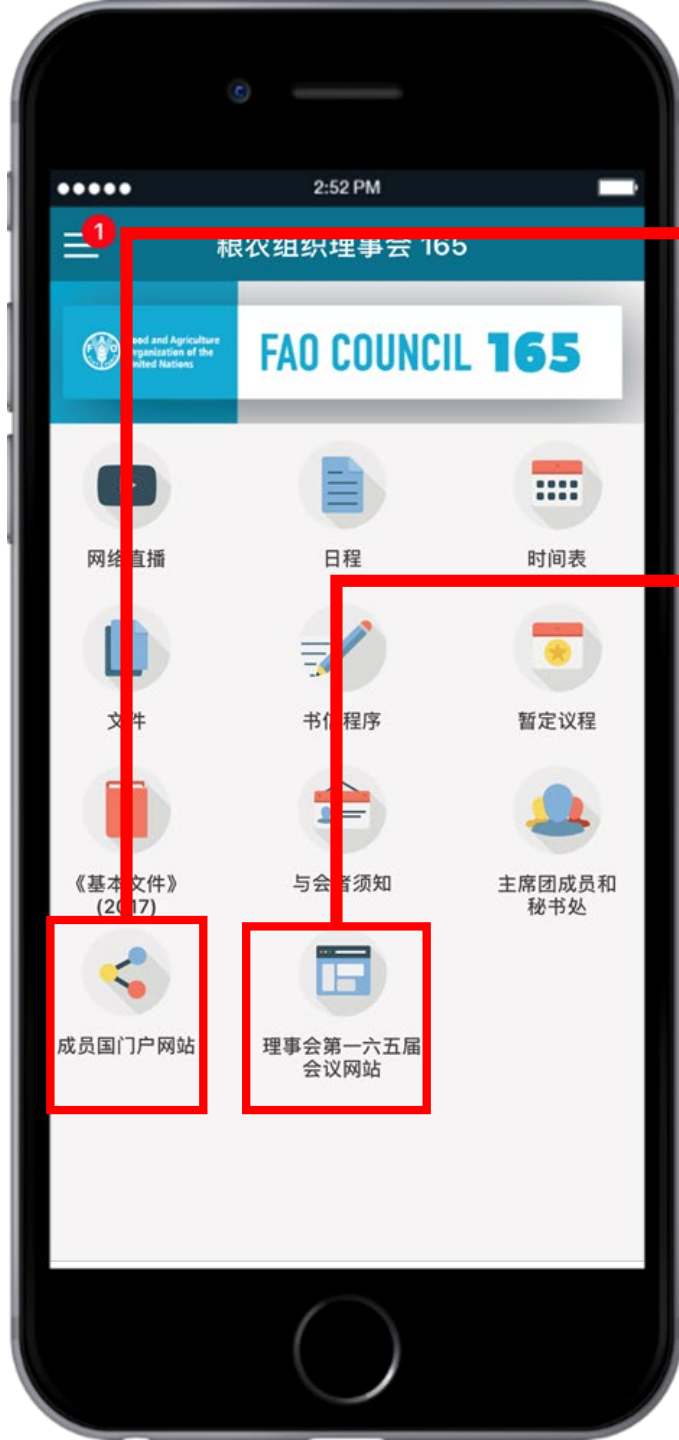 2:52 PM
1
粮农组织理事会 165
Food and Agriculture
Organization of the
United Nations
FAO COUNCIL 165
网络直播
日程
时间表
文件
书信程序
暂定议程
《基本文件》
(2017)
与会者须知
主席团成员和
秘书处
成员国门户网站
理事会第一六五届
会议网站